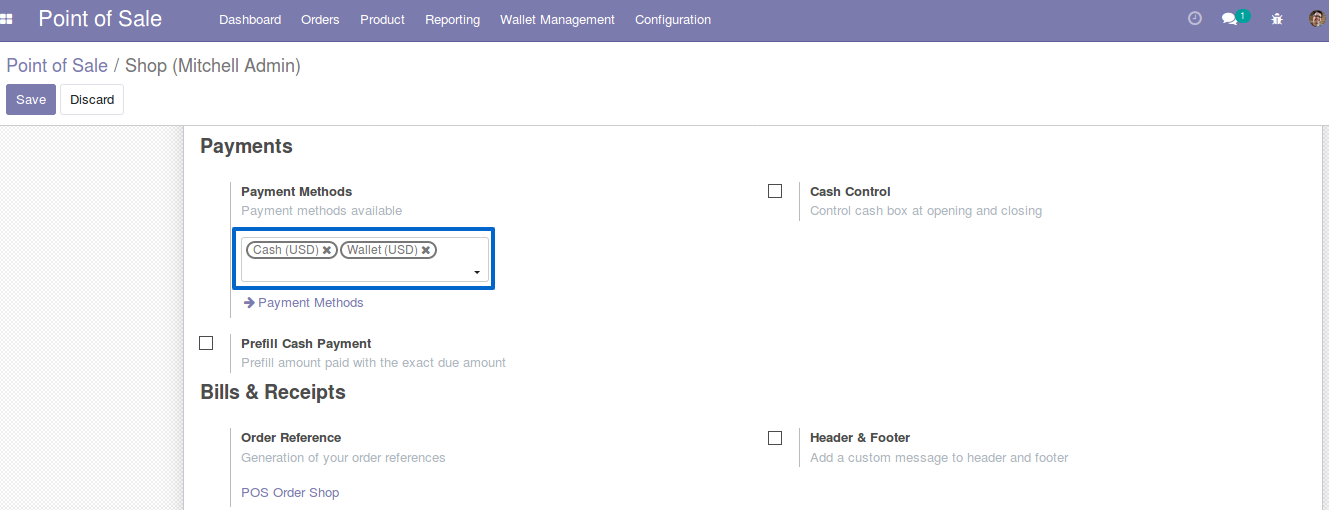 Point of Sale Dashboard Orders Product Reporting Wallet Management Configuration 1
Point of Sale / Shop (Mitchell Admin)
Save Discard
Payments
Payment Methods
Payment methods available
Cash (USD) Wallet (USD)
Payment Methods
Cash Control
Control cash box at opening and closing
Prefill Cash Payment
Prefill amount paid with the exact due amount
Bills & Receipts
Order Reference
Generation of your order references
POS Order Shop
Header & Footer
Add a custom message to header and footer